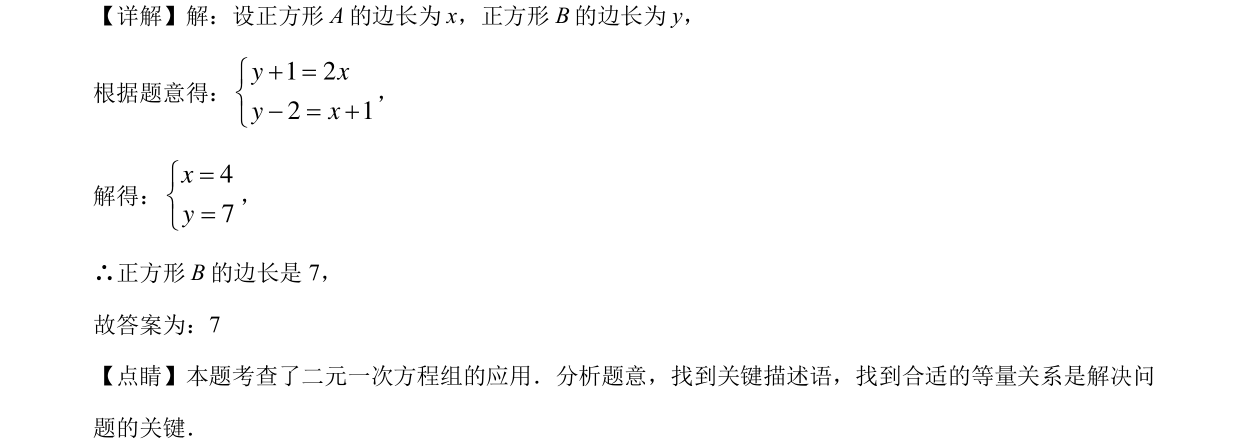 【详解】解：设正方形 A 的边长为 x，正方形 B 的边长为 y，
根据题意得：{y+1=2x
y−2=x+1，
解得：{x=4
y=7，
∴正方形 B 的边长是 7，
故答案为：7
【点睛】本题考查了二元一次方程组的应用．分析题意，找到关键描述语，找到合适的等量关系是解决问
题的关键．